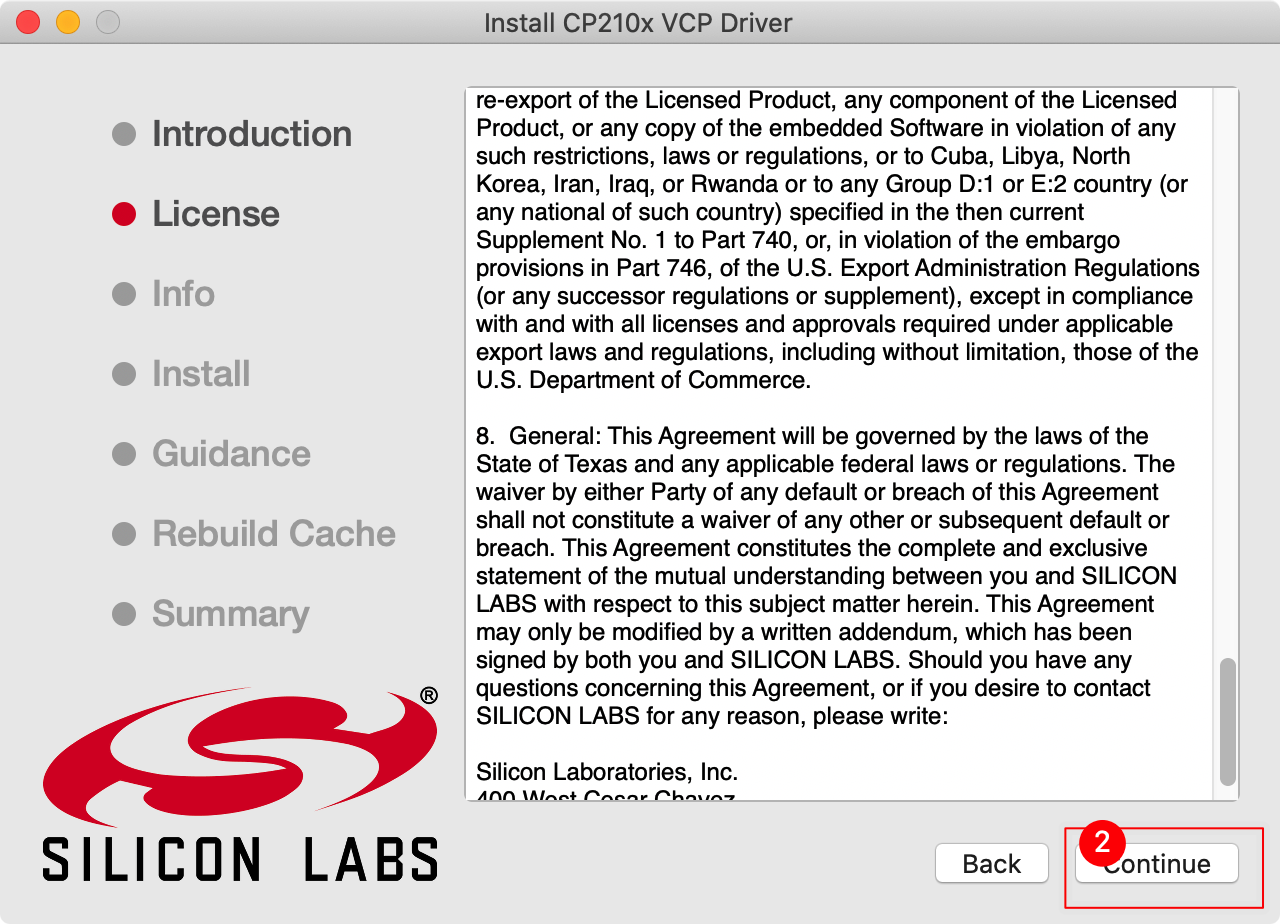 Install CP210x VCP Driver
Introduction
License
Info
Install
Guidance
Rebuild Cache
Summary
re-export of the Licensed Product, any component of the Licensed
Product, or any copy of the embedded Software in violation of any
such restrictions, laws or regulations, or to Cuba, Libya, North
Korea, Iran, Iraq, or Rwanda or to any Group D:1 or E:2 country (or
any national of such country) specified in the then current
Supplement No. 1 to Part 740, or, in violation of the embargo
provisions in Part 746, of the U.S. Export Administration Regulations
(or any successor regulations or supplement), except in compliance
with and with all licenses and approvals required under applicable
export laws and regulations, including without limitation, those of the
U.S. Department of Commerce.
8.  General: This Agreement will be governed by the laws of the
State of Texas and any applicable federal laws or regulations. The
waiver by either Party of any default or breach of this Agreement
shall not constitute a waiver of any other or subsequent default or
breach. This Agreement constitutes the complete and exclusive
statement of the mutual understanding between you and SILICON
LABS with respect to this subject matter herein. This Agreement
may only be modified by a written addendum, which has been
signed by both you and SILICON LABS. Should you have any
questions concerning this Agreement, or if you desire to contact
SILICON LABS for any reason, please write:
Silicon Laboratories, Inc.
400 West Cesar Chavez
®
SILICON LABS
Back
2
Continue